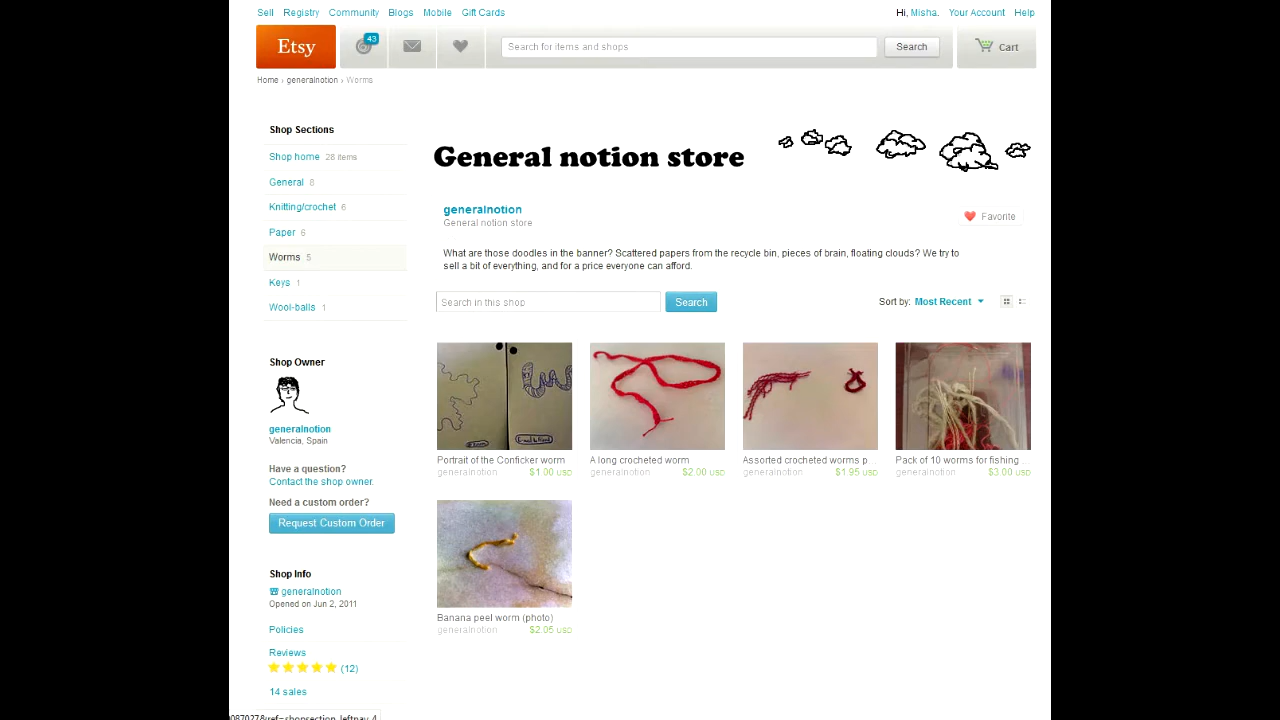 Sell Registry Community Blogs Mobile Gift Cards Hi, Misha. Your Account Help
Etsy 43 Search for items and shops Search Cart
Home › generalnotion › Worms
Shop Sections
Shop home 28 items
General 8
Knitting/crochet 6
Paper 6
Worms 5
Keys 1
Wool-balls 1
General notion store
generalnotion
General notion store
Favorite
What are those doodles in the banner? Scattered papers from the recycle bin, pieces of brain, floating clouds? We try to
sell a bit of everything, and for a price everyone can afford.
Search in this shop Search Sort by: Most Recent
Portrait of the Conficker worm
generalnotion $1.00 USD
A long crocheted worm
generalnotion $2.00 USD
Assorted crocheted worms p...
generalnotion $1.95 USD
Pack of 10 worms for fishing ...
generalnotion $3.00 USD
Banana peel worm (photo)
generalnotion $2.05 USD
Shop Owner
generalnotion
Valencia, Spain
Have a question?
Contact the shop owner.
Need a custom order?
Request Custom Order
Shop Info
generalnotion
Opened on Jun 2, 2011
Policies
Reviews
(12)
14 sales